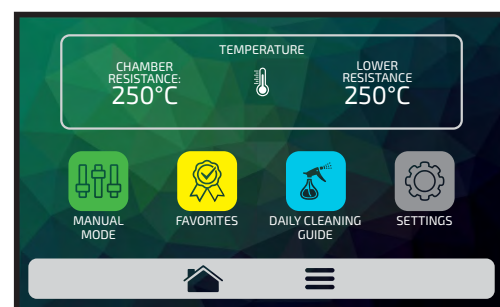 TEMPERATURE
CHAMBER
RESISTANCE:
250°C
LOWER
RESISTANCE
250°C
MANUAL
MODE
FAVORITES
DAILY CLEANING
GUIDE
SETTINGS